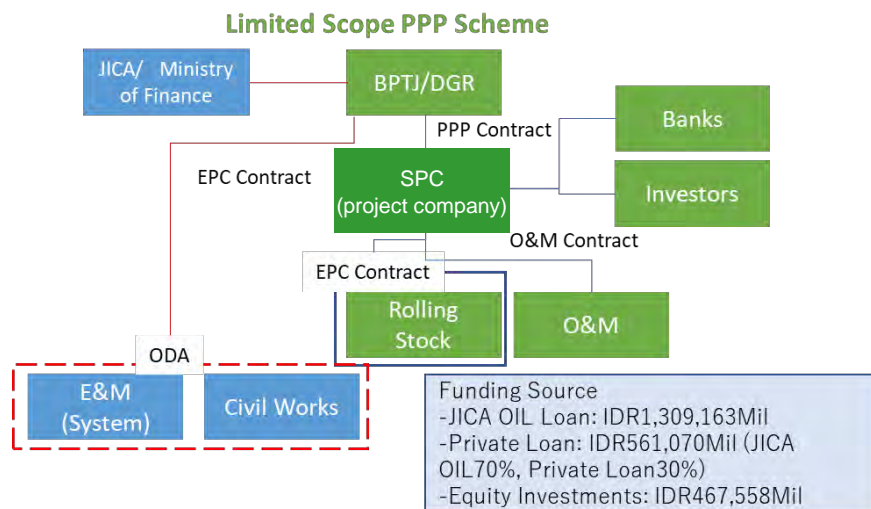 Limited Scope PPP Scheme
JICA/ Ministry
of Finance
BPTJ/DGR
PPP Contract
Banks
EPC Contract
SPC
(project company)
Investors
O&M Contract
EPC Contract
Rolling
Stock
O&M
ODA
E&M
(System)
Civil Works
Funding Source
-JICA OIL Loan: IDR1,309,163Mil
-Private Loan: IDR561,070Mil (JICA
OIL70%, Private Loan30%)
-Equity Investments: IDR467,558Mil